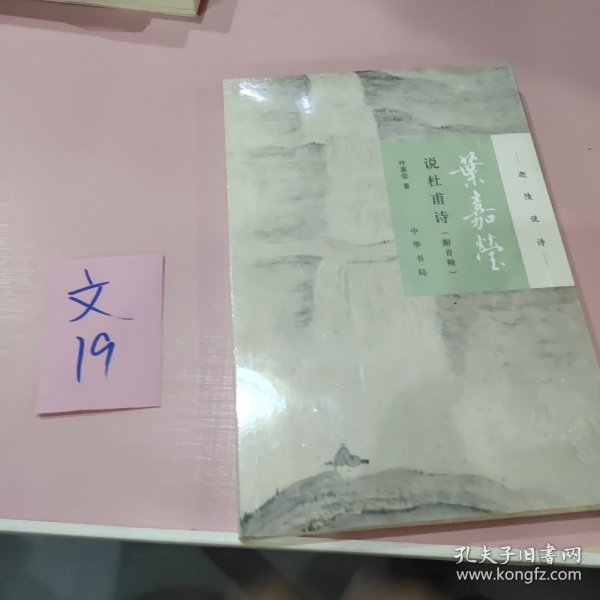 文
19
迦陵说诗
葉嘉莹
说杜甫诗（附音频）
叶嘉莹 著
中华书局
孔夫子旧书网
www.kongfz.com